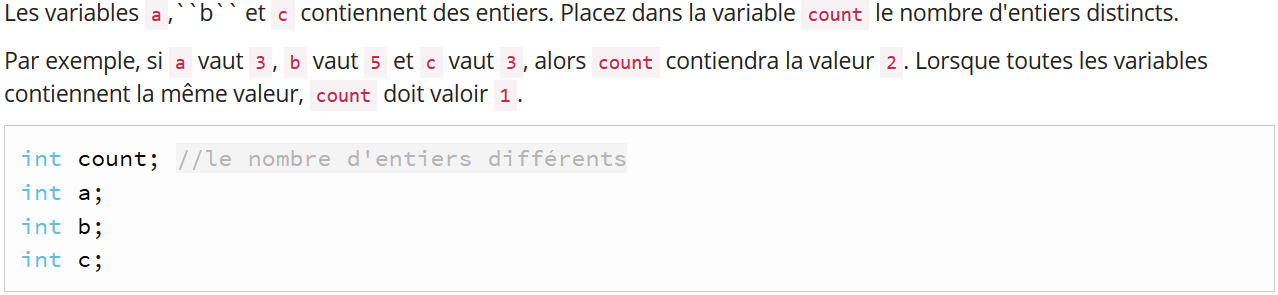 Les variables a,``b`` et c contiennent des entiers. Placez dans la variable count le nombre d'entiers distincts.
Par exemple, si a vaut 3, b vaut 5 et c vaut 3, alors count contiendra la valeur 2. Lorsque toutes les variables
contiennent la même valeur, count doit valoir 1.
int count; //le nombre d'entiers différents
int a;
int b;
int c;